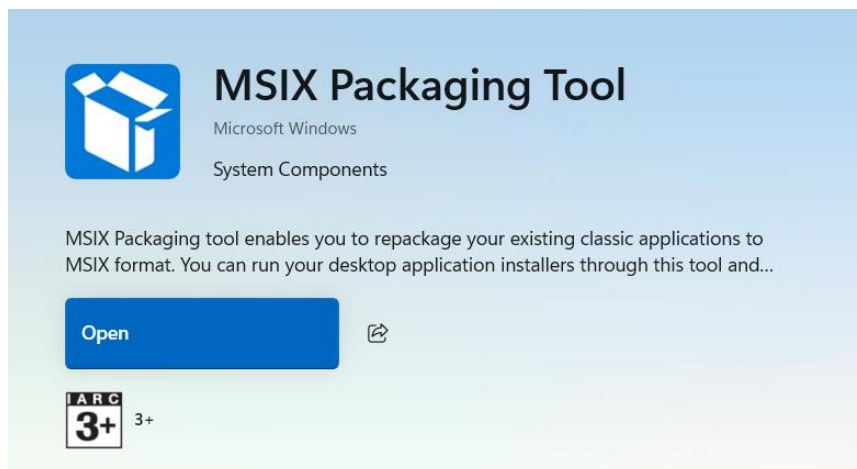 MSIX Packaging Tool
Microsoft Windows
System Components
MSIX Packaging tool enables you to repackage your existing classic applications to
MSIX format. You can run your desktop application installers through this tool and...
Open
IARC
3+
3+